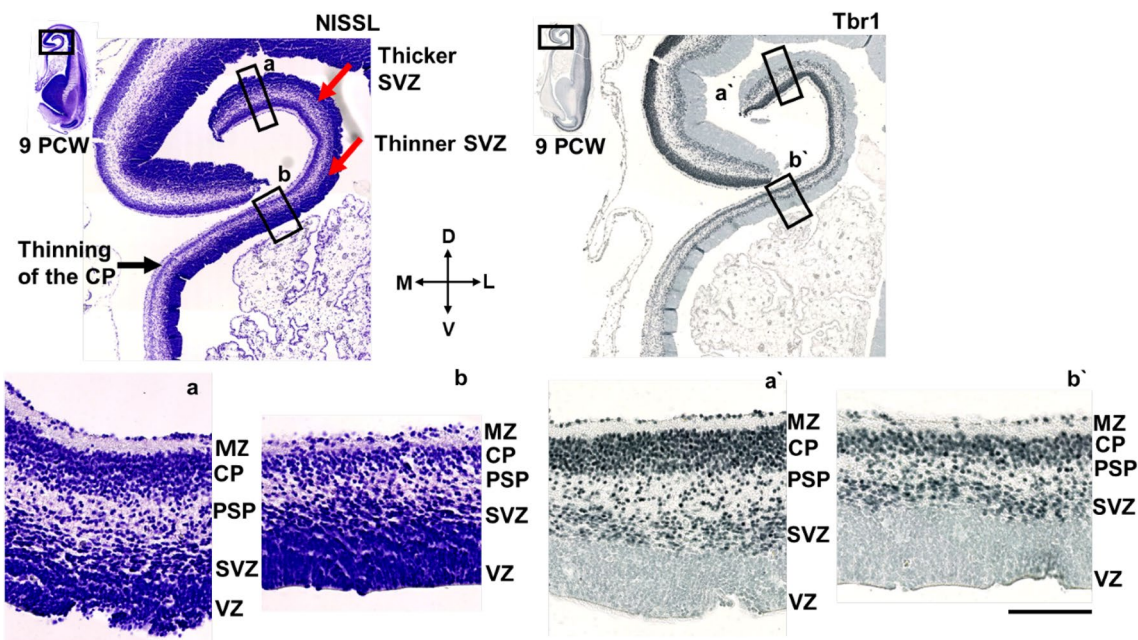 NISSL
Thicker
SVZ
a
9 PCW
Thinner SVZ
b
Thinning
of the CP
D
M
L
V
Tbr1
a`
9 PCW
b`
a
MZ
CP
PSP
SVZ
VZ
b
MZ
CP
PSP
SVZ
VZ
a`
MZ
CP
PSP
SVZ
VZ
b`
MZ
CP
PSP
SVZ
VZ